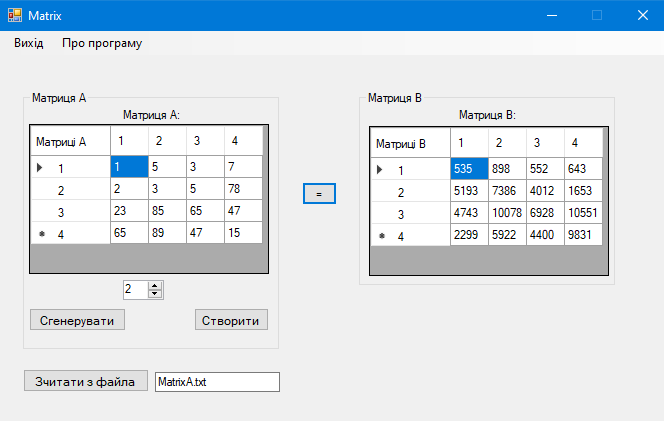 Matrix
Вихід Про програму
Матриця А
Матриця А:
Матриці А 1 2 3 4
1 1 5 3 7
2 2 3 5 78
3 23 85 65 47
4 65 89 47 15
2
Сгенерувати Створити
Зчитати з файла MatrixA.txt
=
Матриця В
Матриця В:
Матриці В 1 2 3 4
1 535 898 552 643
2 5193 7386 4012 1653
3 4743 10078 6928 10551
4 2299 5922 4400 9831